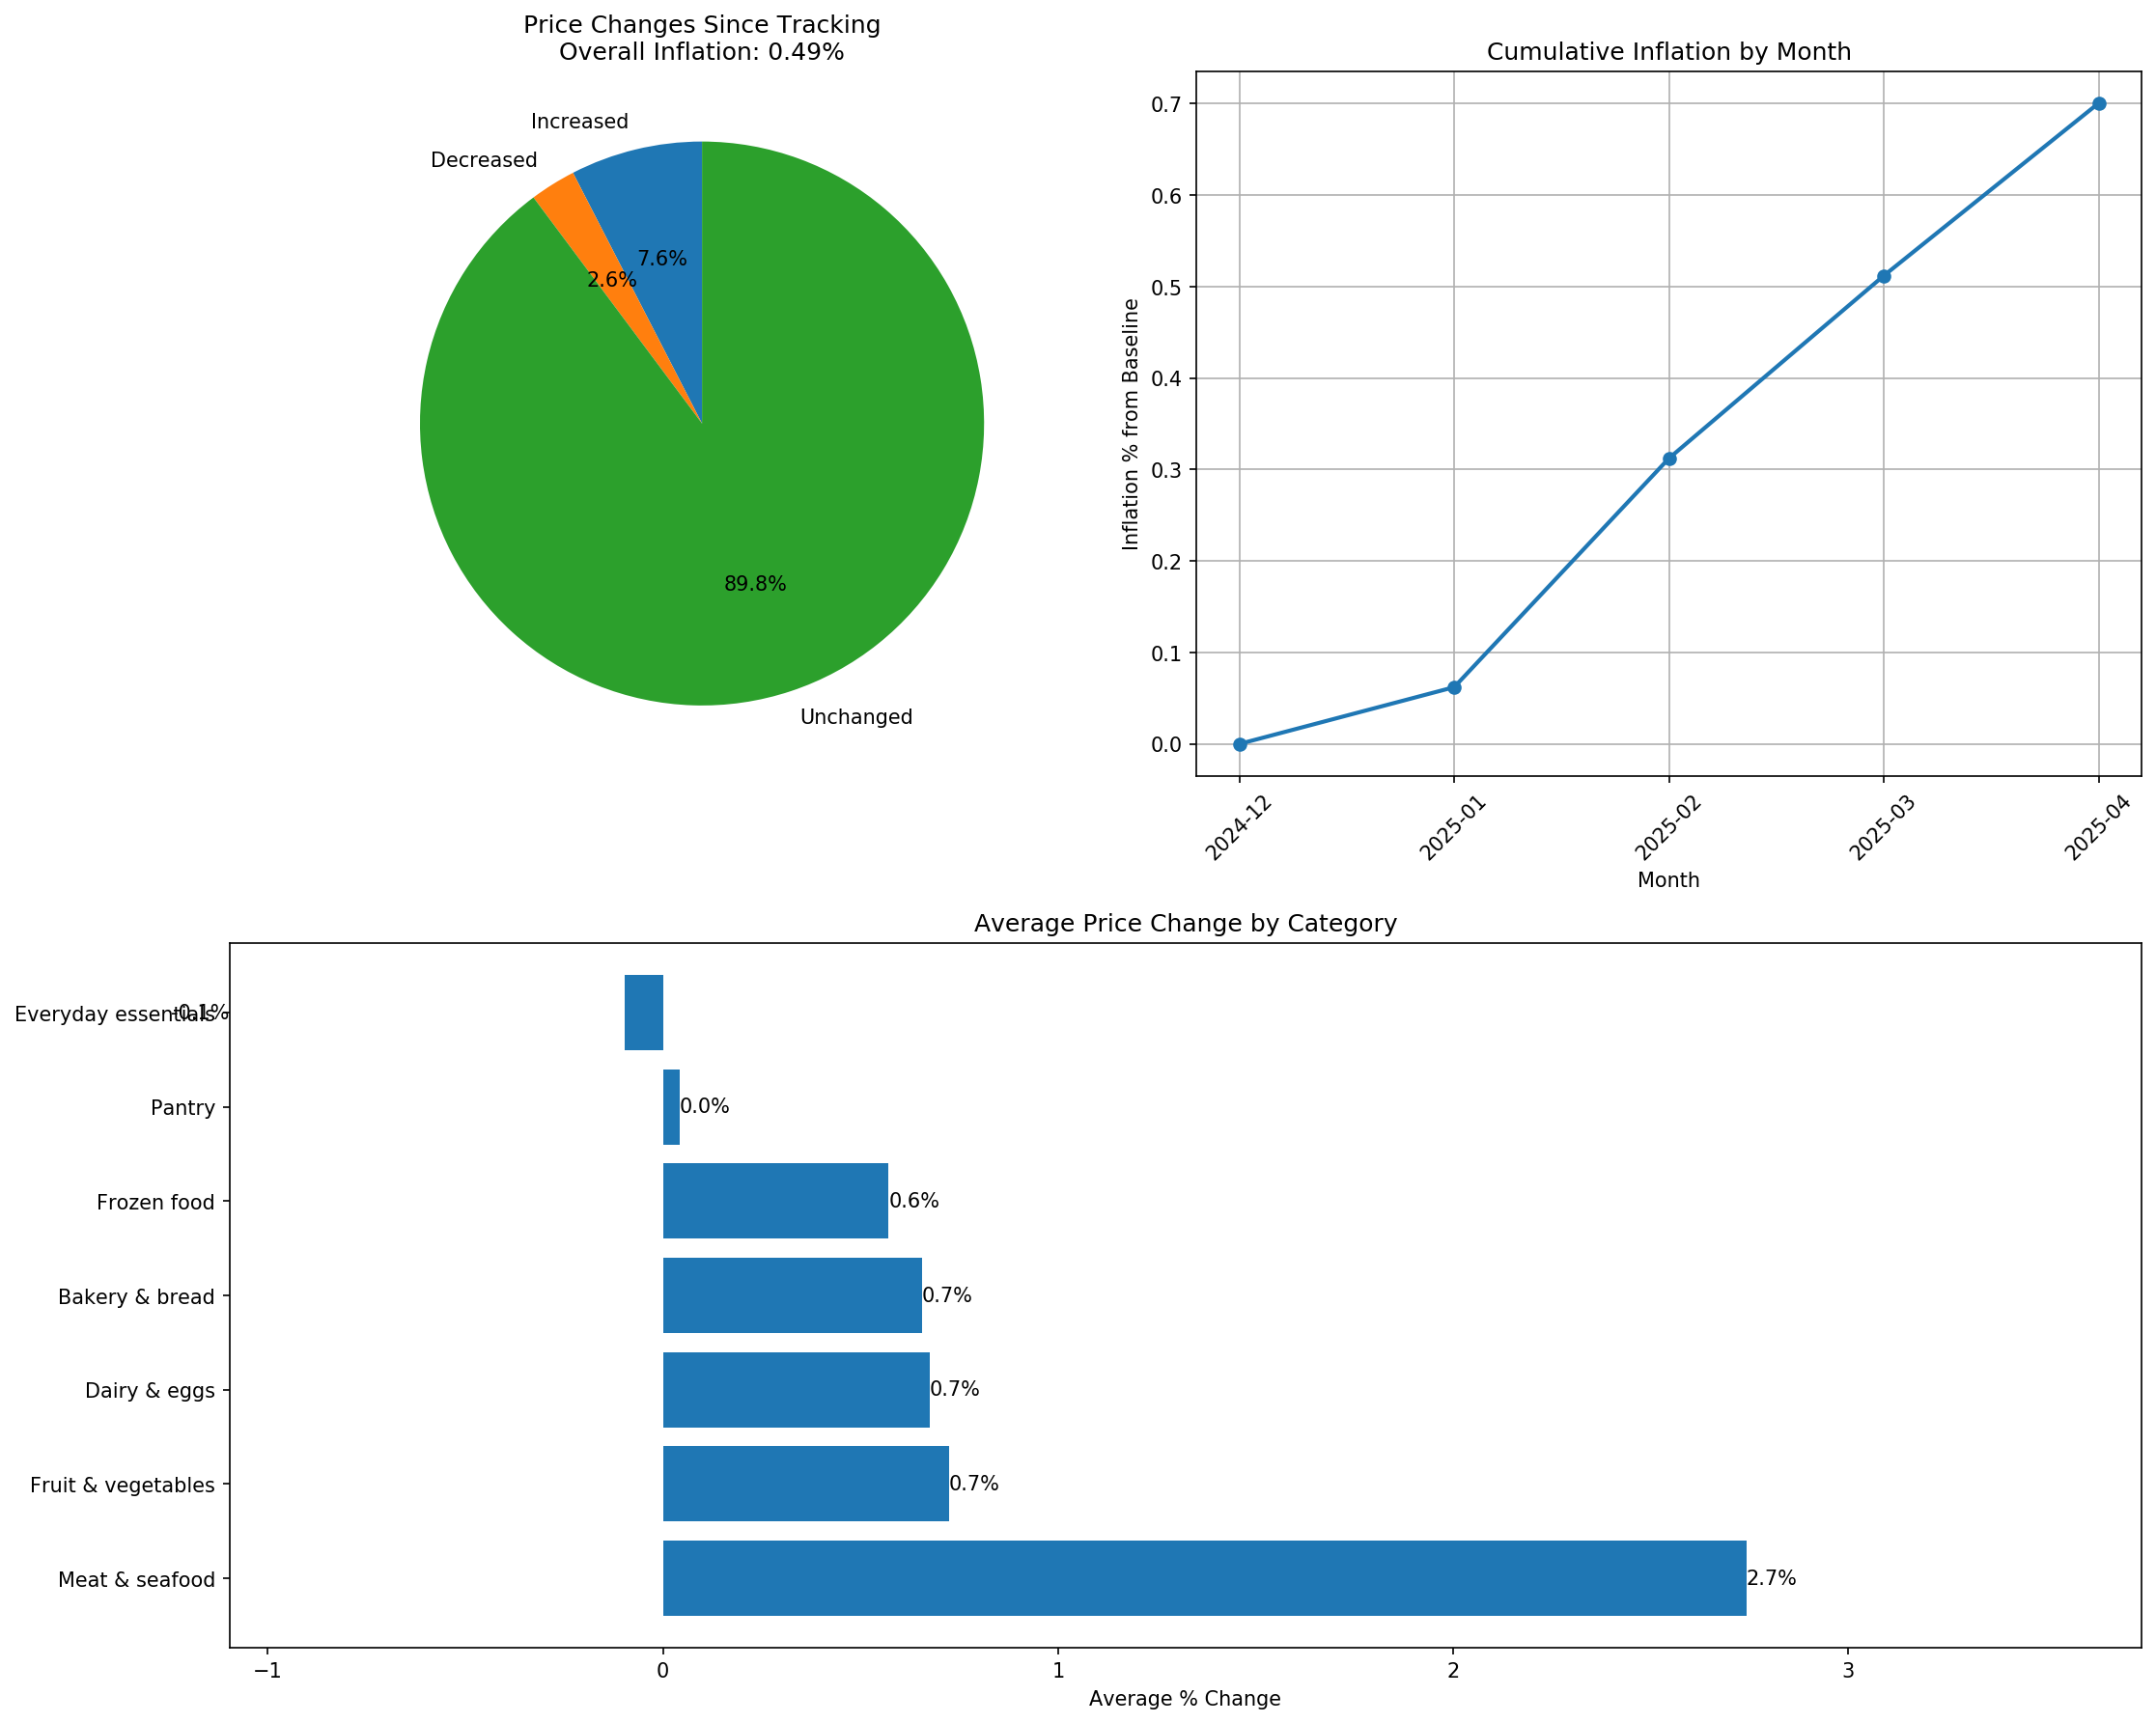 Price Changes Since Tracking
Overall Inflation: 0.49%
Increased
Decreased
7.6%
2.6%
89.8%
Unchanged
Cumulative Inflation by Month
Inflation % from Baseline
0.7
0.6
0.5
0.4
0.3
0.2
0.1
0.0
2024-12
2025-01
2025-02
2025-03
2025-04
Month
Average Price Change by Category
Everyday essentials
-0.1%
Pantry
0.0%
Frozen food
0.6%
Bakery & bread
0.7%
Dairy & eggs
0.7%
Fruit & vegetables
0.7%
Meat & seafood
2.7%
−1
0
1
2
3
Average % Change